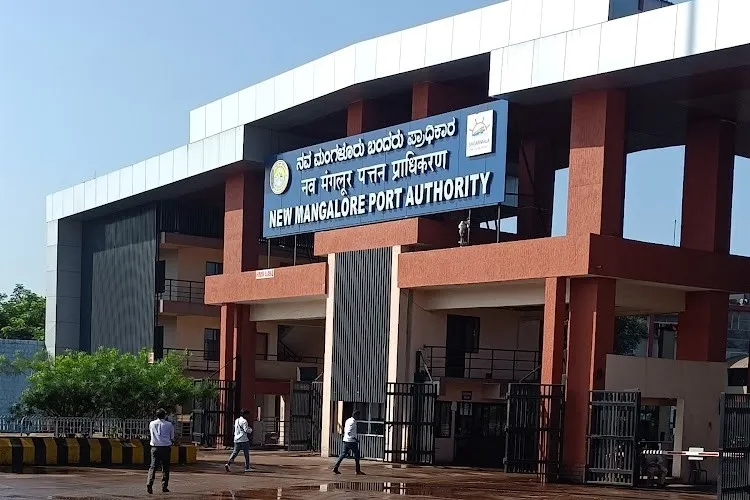 ನವ ಮಂಗಳೂರು ಬಂದರು ಪ್ರಾಧಿಕಾರ
नव मंगलूर पत्तन प्राधिकरण
NEW MANGALORE PORT AUTHORITY